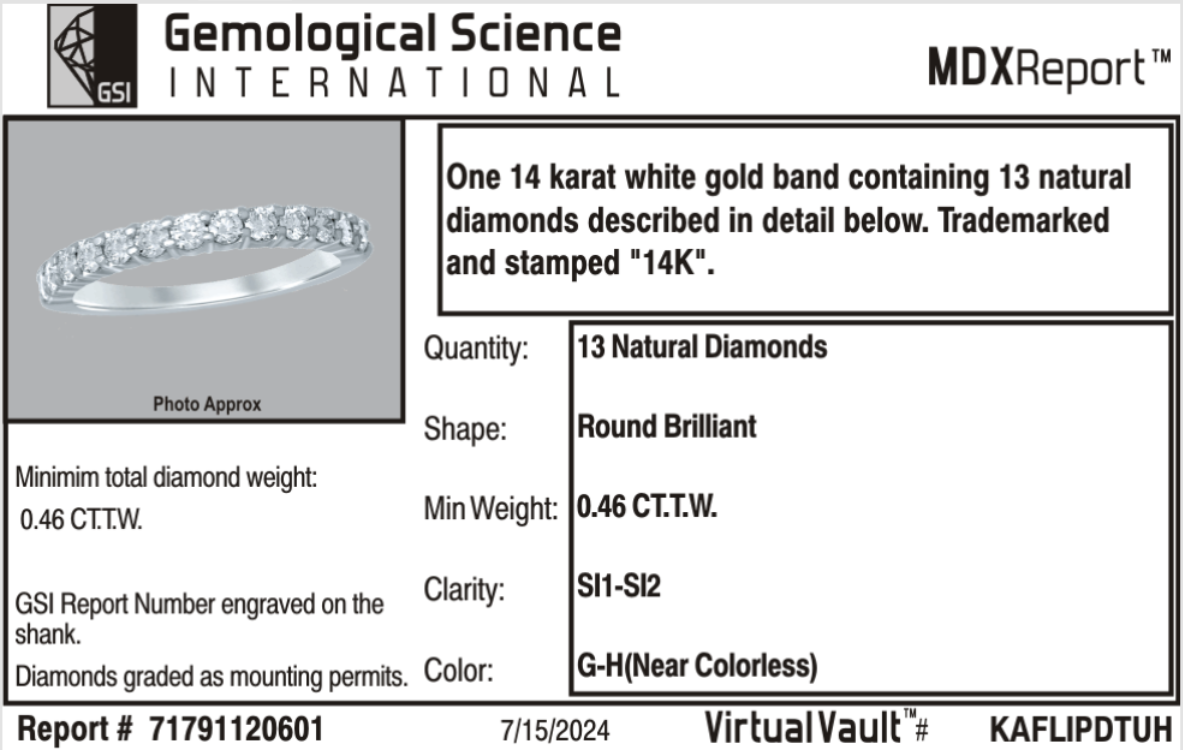 GSI
Gemological Science
INTERNATIONAL
MDXReport™
One 14 karat white gold band containing 13 natural
diamonds described in detail below. Trademarked
and stamped "14K".
Photo Approx
Quantity: 13 Natural Diamonds
Shape: Round Brilliant
Min Weight: 0.46 CT.T.W.
Clarity: SI1-SI2
Color: G-H(Near Colorless)
Minimim total diamond weight:
0.46 CT.T.W.
GSI Report Number engraved on the
shank.
Diamonds graded as mounting permits.
Report # 71791120601
7/15/2024
VirtualVault™# KAFLIPDTUH